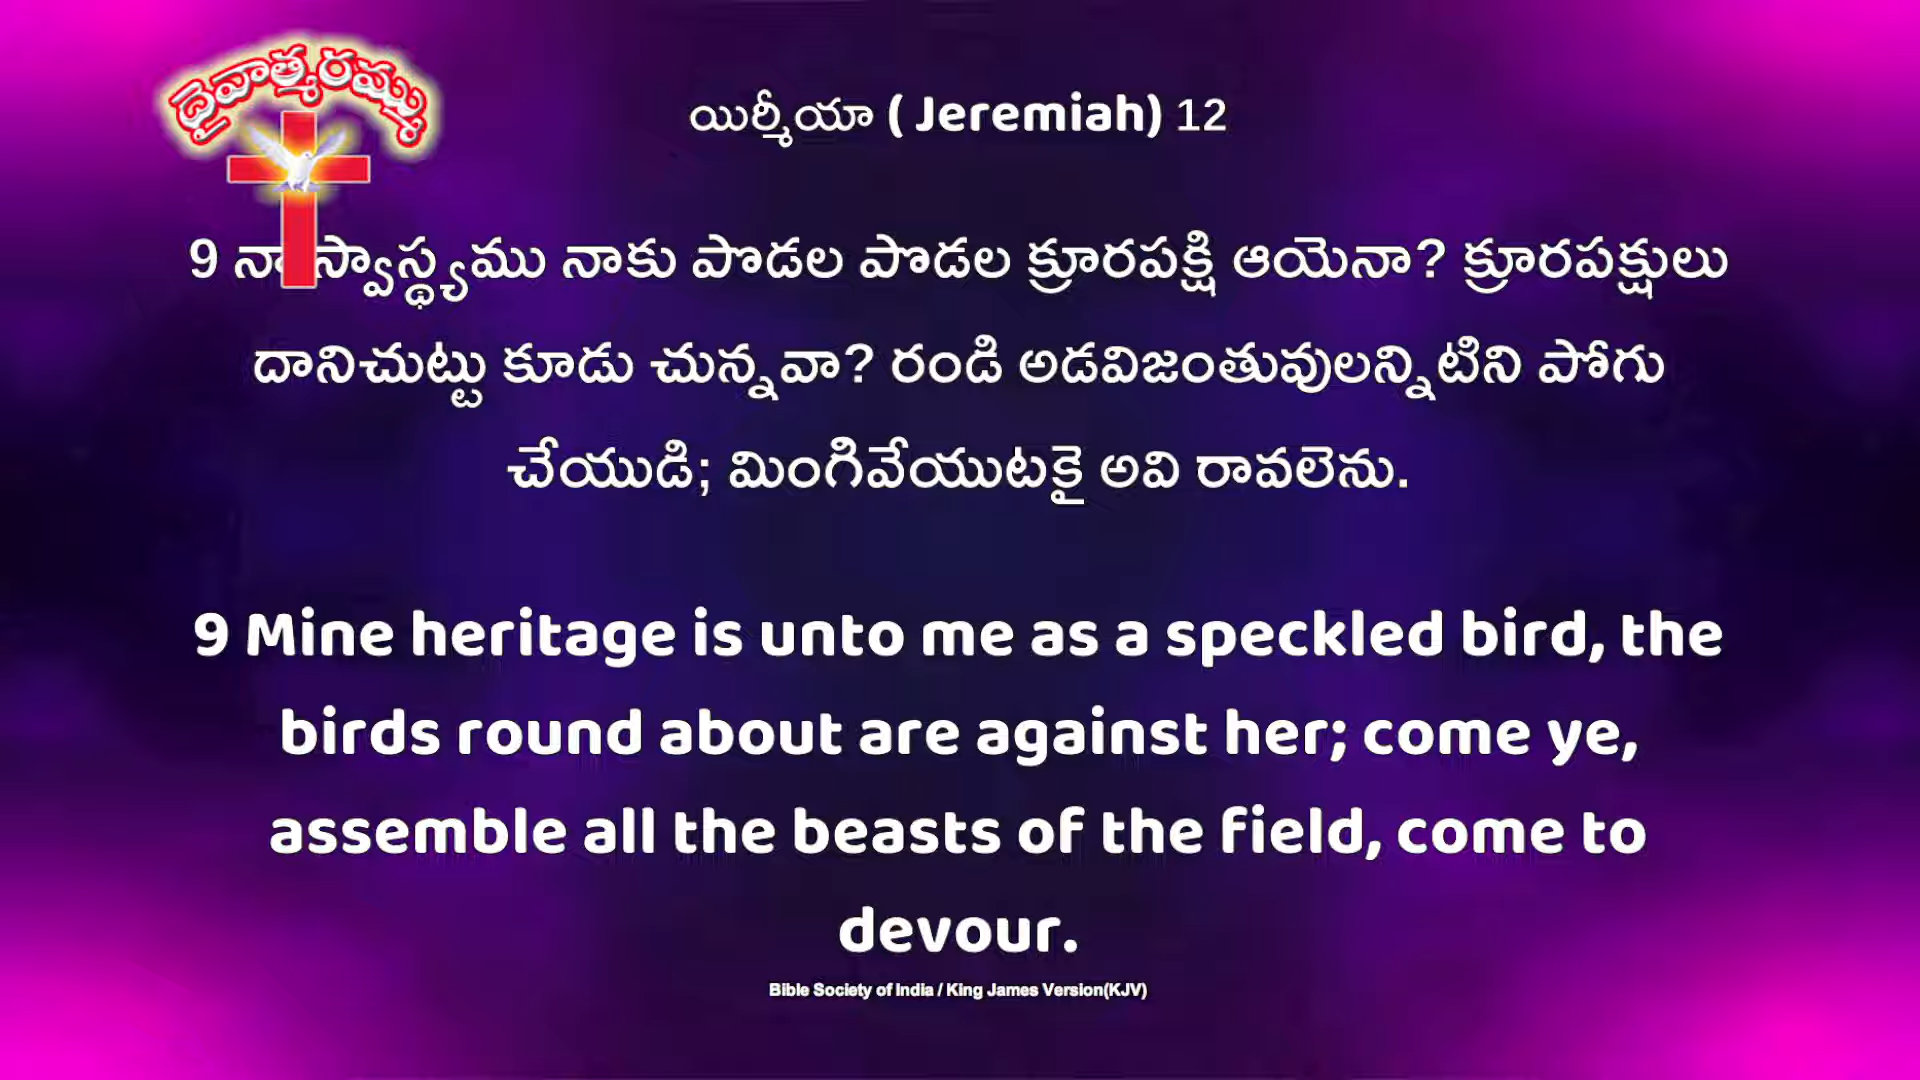 దైవాత్మరమ్ము
యిర్మీయా ( Jeremiah) 12
9 నా స్వాస్థ్యము నాకు పొడల పొడల క్రూరపక్షి ఆయెనా? క్రూరపక్షులు
దానిచుట్టు కూడు చున్నవా? రండి అడవిజంతువులన్నిటిని పోగు
చేయుడి; మింగివేయుటకై అవి రావలెను.
9 Mine heritage is unto me as a speckled bird, the
birds round about are against her; come ye,
assemble all the beasts of the field, come to
devour.
Bible Society of India / King James Version(KJV)